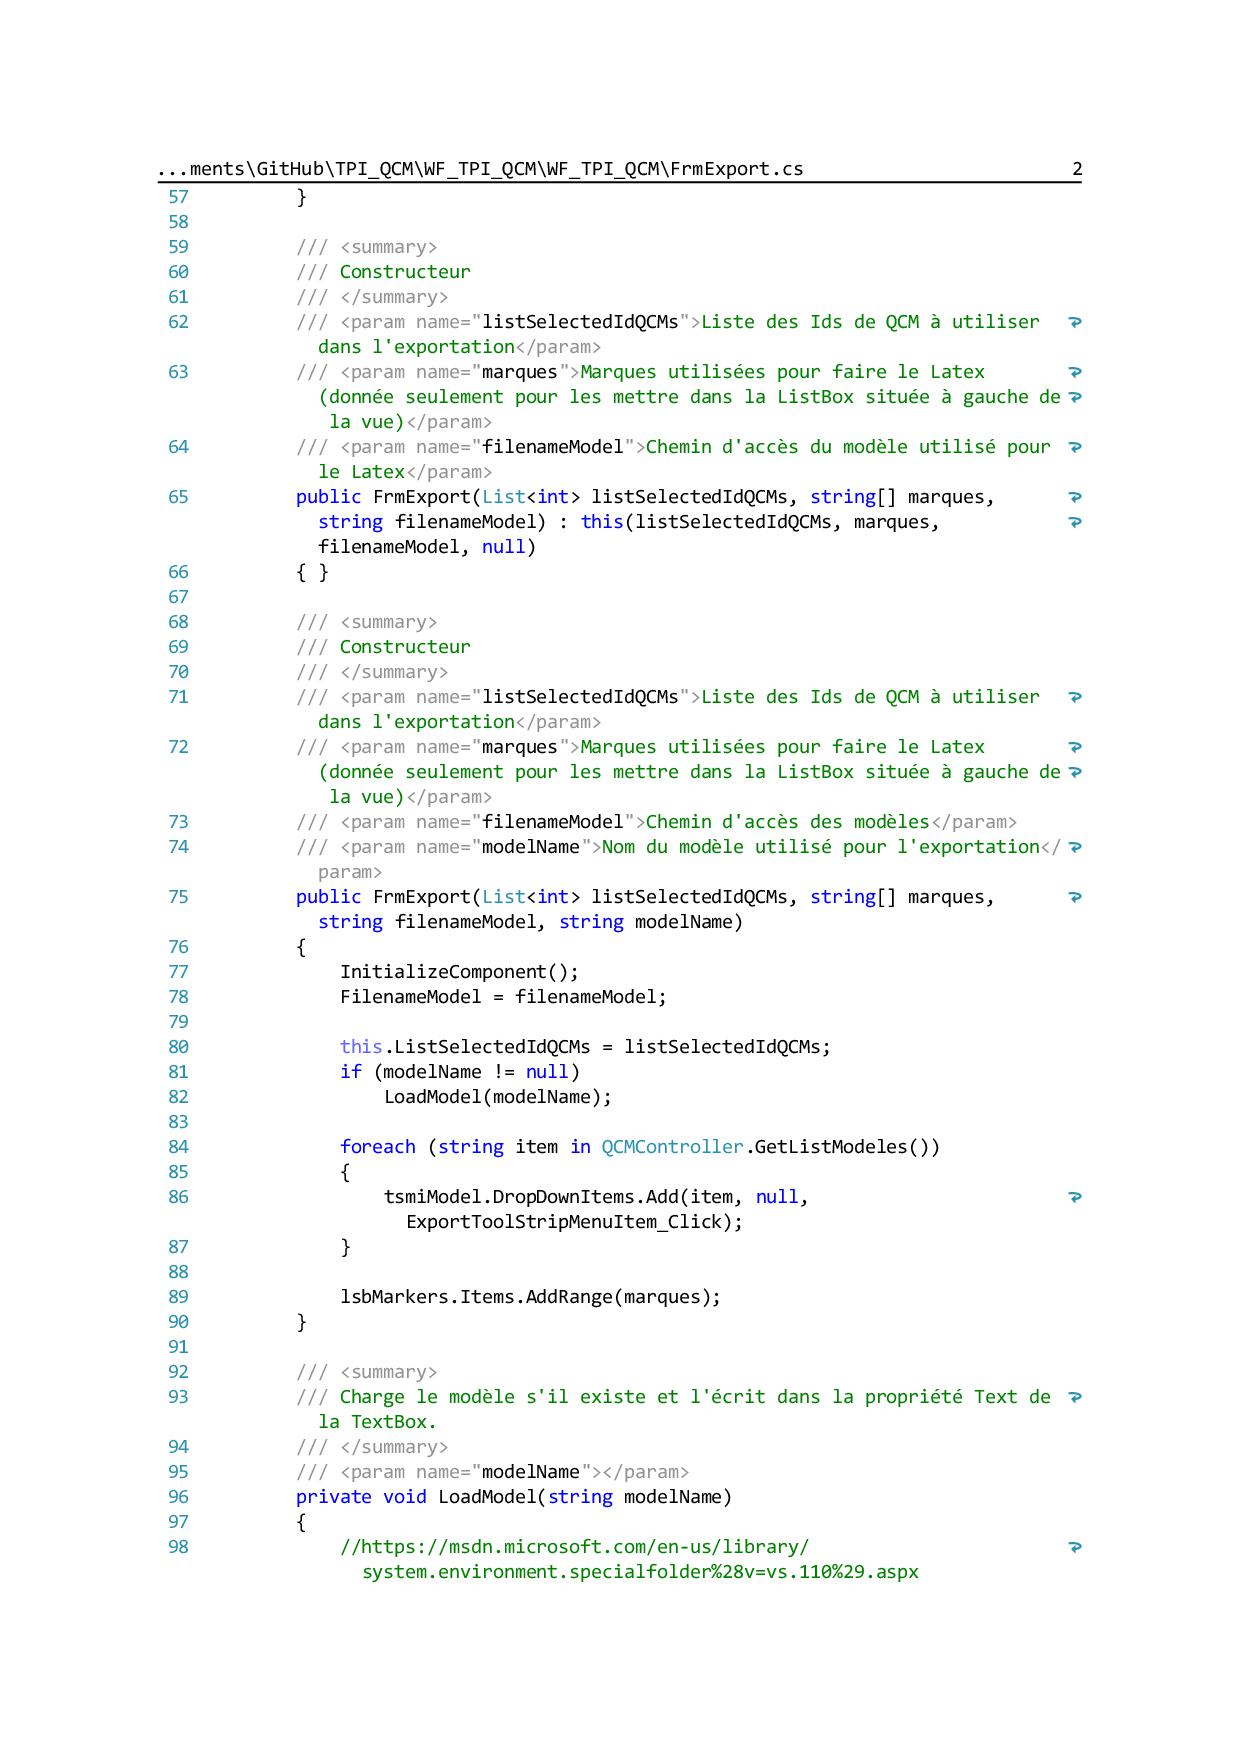 ...ments\GitHub\TPI_QCM\WF_TPI_QCM\WF_TPI_QCM\FrmExport.cs 2
57 }
58
59 /// <summary>
60 /// Constructeur
61 /// </summary>
62 /// <param name="listSelectedIdQCMs">Liste des Ids de QCM à utiliser
dans l'exportation</param>
63 /// <param name="marques">Marques utilisées pour faire le Latex
(donnée seulement pour les mettre dans la ListBox située à gauche de
la vue)</param>
64 /// <param name="filenameModel">Chemin d'accès du modèle utilisé pour
le Latex</param>
65 public FrmExport(List<int> listSelectedIdQCMs, string[] marques,
string filenameModel) : this(listSelectedIdQCMs, marques,
filenameModel, null)
66 { }
67
68 /// <summary>
69 /// Constructeur
70 /// </summary>
71 /// <param name="listSelectedIdQCMs">Liste des Ids de QCM à utiliser
dans l'exportation</param>
72 /// <param name="marques">Marques utilisées pour faire le Latex
(donnée seulement pour les mettre dans la ListBox située à gauche de
la vue)</param>
73 /// <param name="filenameModel">Chemin d'accès des modèles</param>
74 /// <param name="modelName">Nom du modèle utilisé pour l'exportation</
param>
75 public FrmExport(List<int> listSelectedIdQCMs, string[] marques,
string filenameModel, string modelName)
76 {
77 InitializeComponent();
78 FilenameModel = filenameModel;
79
80 this.ListSelectedIdQCMs = listSelectedIdQCMs;
81 if (modelName != null)
82 LoadModel(modelName);
83
84 foreach (string item in QCMController.GetListModeles())
85 {
86 tsmiModel.DropDownItems.Add(item, null,
ExportToolStripMenuItem_Click);
87 }
88
89 lsbMarkers.Items.AddRange(marques);
90 }
91
92 /// <summary>
93 /// Charge le modèle s'il existe et l'écrit dans la propriété Text de
la TextBox.
94 /// </summary>
95 /// <param name="modelName"></param>
96 private void LoadModel(string modelName)
97 {
98 //https://msdn.microsoft.com/en-us/library/
system.environment.specialfolder%28v=vs.110%29.aspx